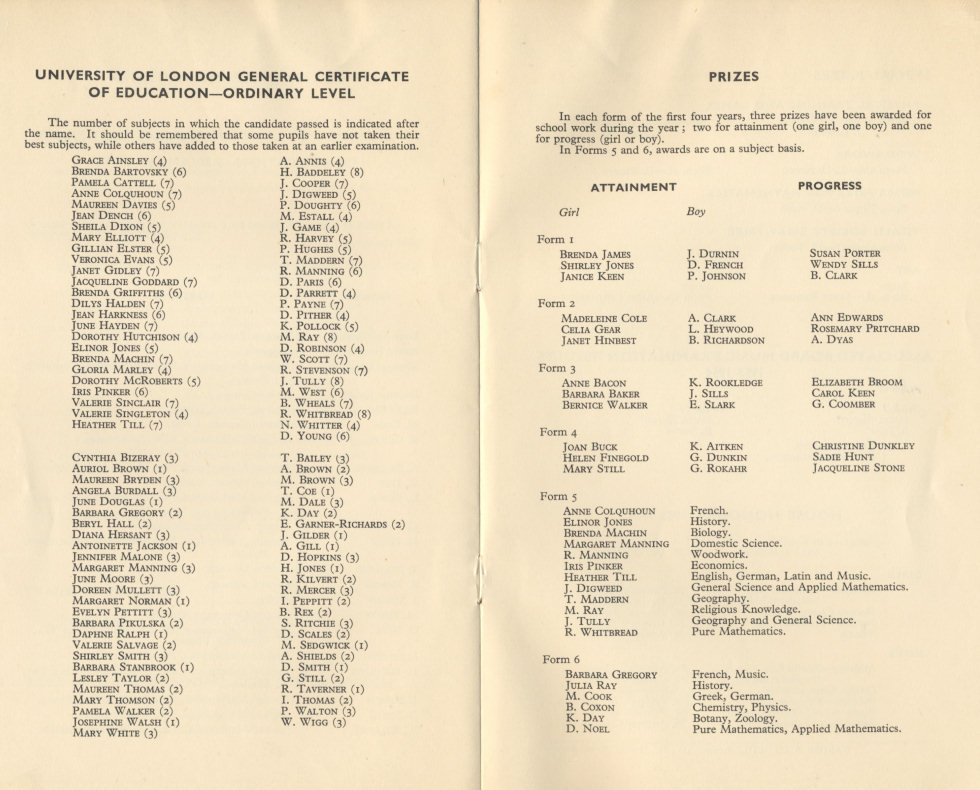 UNIVERSITY OF LONDON GENERAL CERTIFICATE
OF EDUCATION—ORDINARY LEVEL
The number of subjects in which the candidate passed is indicated after
the name. It should be remembered that some pupils have not taken their
best subjects, while others have added to those taken at an earlier examination.
GRACE AINSLEY (4)
BRENDA BARTOVSKY (6)
PAMELA CATTELL (7)
ANNE COLQUHOUN (7)
MAUREEN DAVIES (5)
JEAN DENCH (6)
SHEILA DIXON (5)
MARY ELLIOTT (4)
GILLIAN ELSTER (5)
VERONICA EVANS (5)
JANET GIDLEY (7)
JACQUELINE GODDARD (7)
BRENDA GRIFFITHS (6)
DILYS HALDEN (7)
JEAN HARKNESS (6)
JUNE HAYDEN (7)
DOROTHY HUTCHISON (4)
ELINOR JONES (5)
BRENDA MACHIN (7)
GLORIA MARLEY (4)
DOROTHY MCROBERTS (5)
IRIS PINKER (6)
VALERIE SINCLAIR (7)
VALERIE SINGLETON (4)
HEATHER TILL (7)
A. ANNIS (4)
H. BADDELEY (8)
J. COOPER (7)
J. DIGWEED (5)
P. DOUGHTY (6)
M. ESTALL (4)
J. GAME (4)
R. HARVEY (5)
P. HUGHES (5)
T. MADDERN (7)
R. MANNING (6)
D. PARIS (6)
D. PARRETT (4)
P. PAYNE (7)
D. PITHER (4)
K. POLLOCK (5)
M. RAY (8)
D. ROBINSON (4)
W. SCOTT (7)
R. STEVENSON (7)
J. TULLY (8)
M. WEST (6)
B. WHEALS (7)
R. WHITBREAD (8)
N. WHITTER (4)
D. YOUNG (6)
CYNTHIA BIZERAY (3)
AURIOL BROWN (1)
MAUREEN BRYDEN (3)
ANGELA BURDALL (3)
JUNE DOUGLAS (1)
BARBARA GREGORY (2)
BERYL HALL (2)
DIANA HERSANT (3)
ANTOINETTE JACKSON (1)
JENNIFER MALONE (3)
MARGARET MANNING (3)
JUNE MOORE (3)
DOREEN MULLETT (3)
MARGARET NORMAN (1)
EVELYN PETTITT (3)
BARBARA PIKULSKA (2)
DAPHNE RALPH (1)
VALERIE SALVAGE (2)
SHIRLEY SMITH (3)
BARBARA STANBROOK (1)
LESLEY TAYLOR (2)
MAUREEN THOMAS (2)
MARY THOMSON (2)
PAMELA WALKER (2)
JOSEPHINE WALSH (1)
MARY WHITE (3)
T. BAILEY (3)
A. BROWN (2)
M. BROWN (3)
T. COE (1)
M. DALE (3)
K. DAY (2)
E. GARNER-RICHARDS (2)
J. GILDER (1)
A. GILL (1)
D. HOPKINS (3)
H. JONES (1)
R. KILVERT (2)
R. MERCER (3)
I. PEPPITT (2)
B. REX (2)
S. RITCHIE (3)
D. SCALES (2)
M. SEDGWICK (1)
A. SHIELDS (2)
D. SMITH (1)
G. STILL (2)
R. TAVERNER (1)
I. THOMAS (2)
P. WALTON (3)
W. WIGG (3)
PRIZES
In each form of the first four years, three prizes have been awarded for
school work during the year ; two for attainment (one girl, one boy) and one
for progress (girl or boy).
In Forms 5 and 6, awards are on a subject basis.
ATTAINMENT PROGRESS
Girl Boy
Form 1
BRENDA JAMES J. DURNIN SUSAN PORTER
SHIRLEY JONES D. FRENCH WENDY SILLS
JANICE KEEN P. JOHNSON B. CLARK
Form 2
MADELEINE COLE A. CLARK ANN EDWARDS
CELIA GEAR L. HEYWOOD ROSEMARY PRITCHARD
JANET HINBEST B. RICHARDSON A. DYAS
Form 3
ANNE BACON K. ROOKLEDGE ELIZABETH BROOM
BARBARA BAKER J. SILLS CAROL KEEN
BERNICE WALKER E. SLARK G. COOMBER
Form 4
JOAN BUCK K. AITKEN CHRISTINE DUNKLEY
HELEN FINEGOLD G. DUNKIN SADIE HUNT
MARY STILL G. ROKAHR JACQUELINE STONE
Form 5
ANNE COLQUHOUN French.
ELINOR JONES History.
BRENDA MACHIN Biology.
MARGARET MANNING Domestic Science.
R. MANNING Woodwork.
IRIS PINKER Economics.
HEATHER TILL English, German, Latin and Music.
J. DIGWEED General Science and Applied Mathematics.
T. MADDERN Geography.
M. RAY Religious Knowledge.
J. TULLY Geography and General Science.
R. WHITBREAD Pure Mathematics.
Form 6
BARBARA GREGORY French, Music.
JULIA RAY History.
M. COOK Greek, German.
B. COXON Chemistry, Physics.
K. DAY Botany, Zoology.
D. NOEL Pure Mathematics, Applied Mathematics.